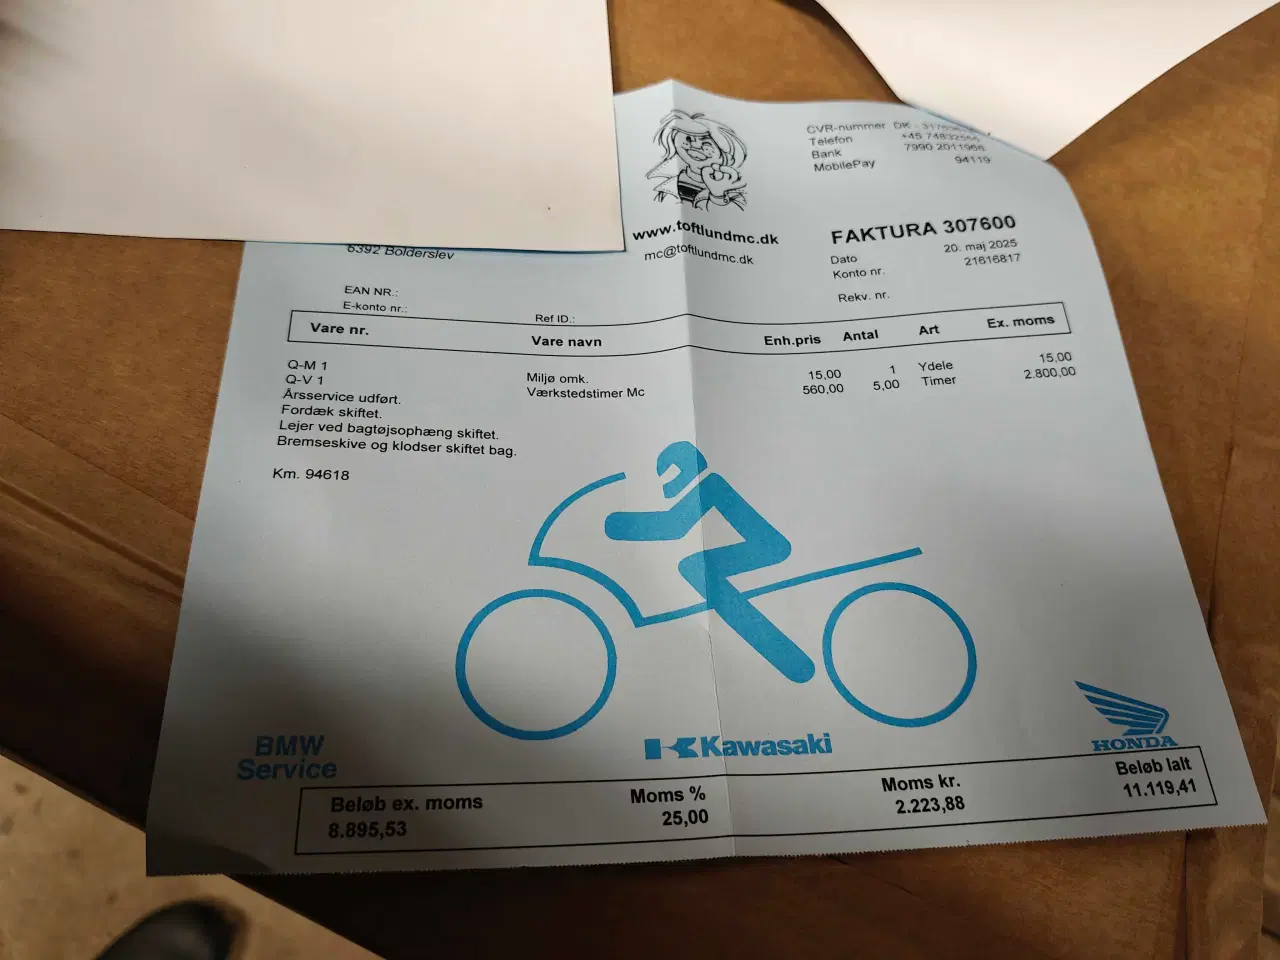 CVR-nummer DK -
Telefon
Bank 7990 2011966
MobilePay 94119
www.toftlundmc.dk
mc@toftlundmc.dk
FAKTURA 307600
Dato 20. maj 2025
Konto nr. 21616817
Rekv. nr.
6392 Bolderslev
EAN NR.:
E-konto nr.:
Ref ID.:
Vare nr. Vare navn Enh.pris Antal Art Ex. moms
Q-M 1 Miljø omk. 15,00 1 Ydele 15,00
Q-V 1 Værkstedstimer Mc 560,00 5,00 Timer 2.800,00
Årsservice udført.
Fordæk skiftet.
Lejer ved bagtøjsophæng skiftet.
Bremseskive og klodser skiftet bag.
Km. 94618
BMW
Service
Kawasaki
HONDA
Beløb ex. moms Moms % Moms kr. Beløb Ialt
8.895,53 25,00 2.223,88 11.119,41